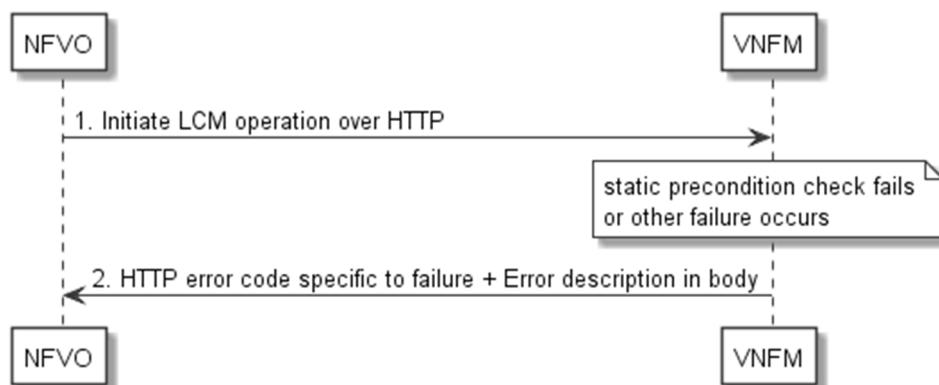 NFVO
VNFM
1. Initiate LCM operation over HTTP
static precondition check fails
or other failure occurs
2. HTTP error code specific to failure + Error description in body
NFVO
VNFM